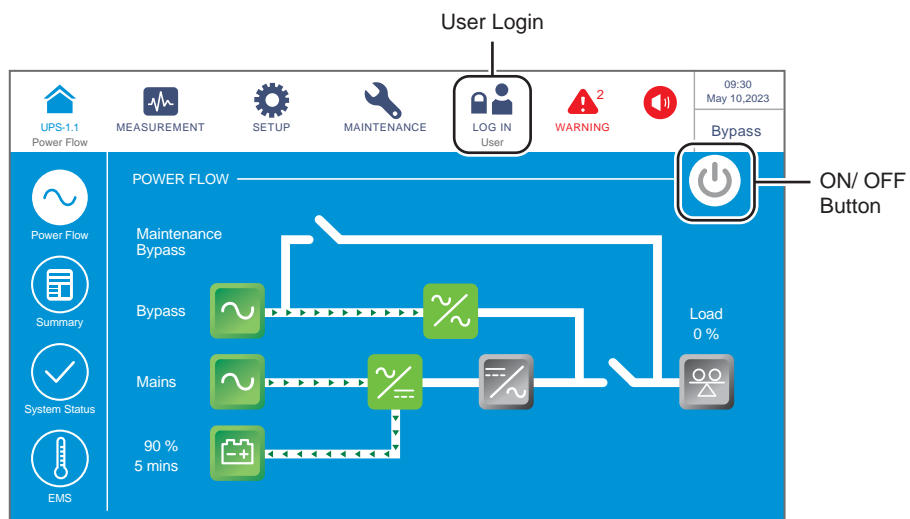 User Login
UPS-1.1
Power Flow
MEASUREMENT
SETUP
MAINTENANCE
LOG IN
User
2
WARNING
09:30
May 10,2023
Bypass
ON/ OFF
Button
Power Flow
Summary
System Status
EMS
POWER FLOW
Maintenance
Bypass
Bypass
Mains
90 %
5 mins
Load
0 %